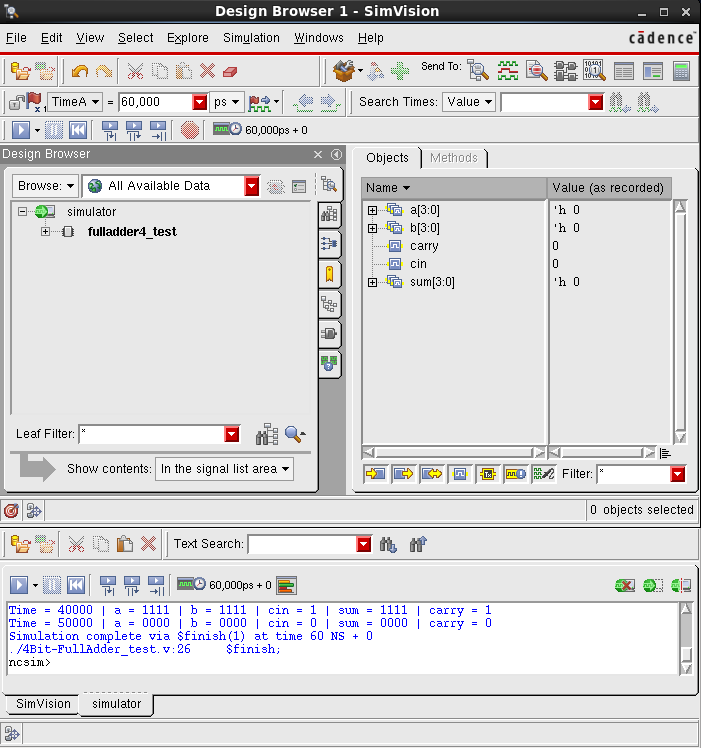 Design Browser 1 - SimVision
File Edit View Select Explore Simulation Windows Help cādence
Send To:
TimeA = 60,000 ps Search Times: Value
60,000ps + 0
Design Browser
Browse: All Available Data
simulator
fulladder4_test
Leaf Filter: *
Show contents: In the signal list area
Objects Methods
Name Value (as recorded)
a[3:0] 'h 0
b[3:0] 'h 0
carry 0
cin 0
sum[3:0] 'h 0
Filter: *
0 objects selected
Text Search:
60,000ps + 0
Time = 40000 | a = 1111 | b = 1111 | cin = 1 | sum = 1111 | carry = 1
Time = 50000 | a = 0000 | b = 0000 | cin = 0 | sum = 0000 | carry = 0
Simulation complete via $finish(1) at time 60 NS + 0
./4Bit-FullAdder_test.v:26 $finish;
ncsim>
SimVision simulator